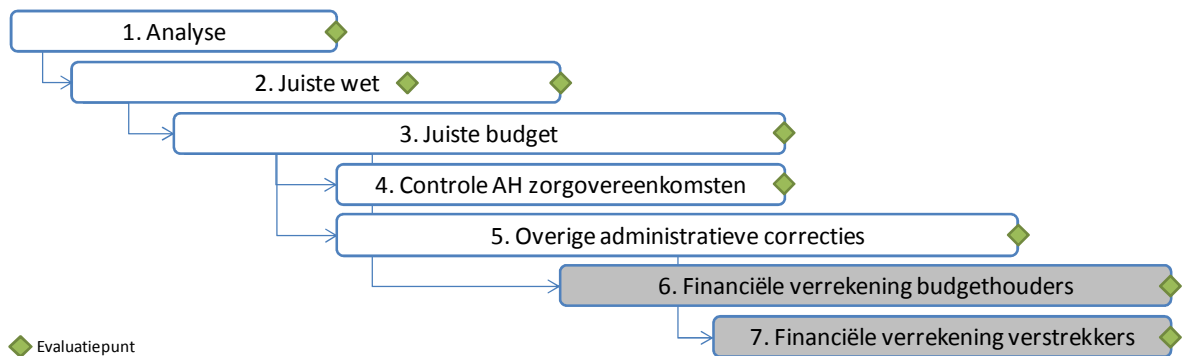 1. Analyse
2. Juiste wet
3. Juiste budget
4. Controle AH zorgovereenkomsten
5. Overige administratieve correcties
6. Financiële verrekening budgethouders
7. Financiële verrekening verstrekkers
Evaluatiepunt